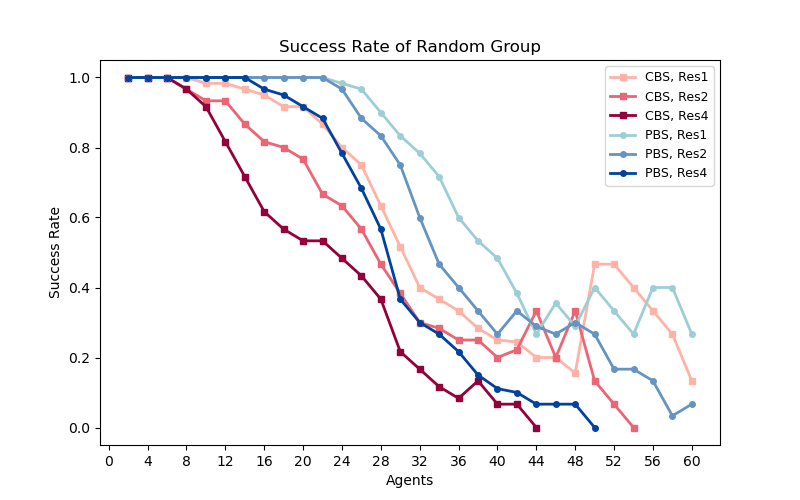 Success Rate of Random Group
CBS, Res1
CBS, Res2
CBS, Res4
PBS, Res1
PBS, Res2
PBS, Res4
Success Rate
1.0
0.8
0.6
0.4
0.2
0.0
0 4 8 12 16 20 24 28 32 36 40 44 48 52 56 60
Agents